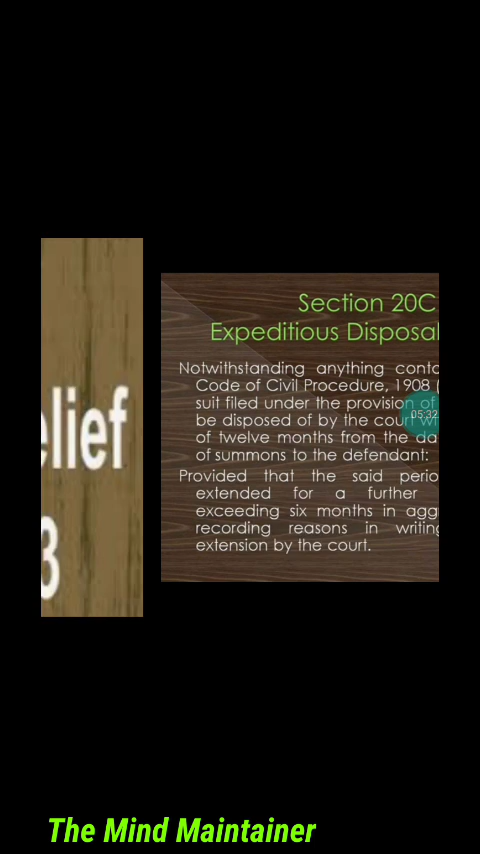 elief
3
Section 20C
Expeditious Disposal
Notwithstanding anything conta
Code of Civil Procedure, 1908 (
suit filed under the provision of
05:32
be disposed of by the court wi
of twelve months from the da
of summons to the defendant:
Provided that the said perio
extended for a further
exceeding six months in agg
recording reasons in writing
extension by the court.
The Mind Maintainer